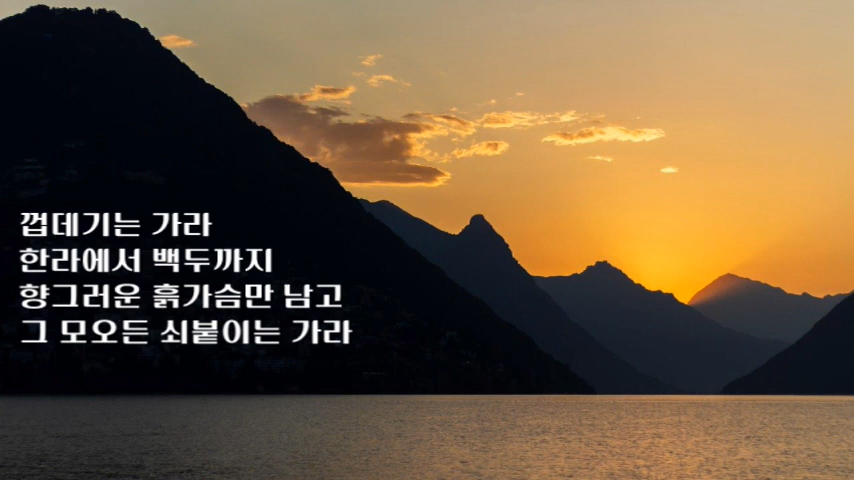 껍데기는 가라
한라에서 백두까지
향그러운 흙가슴만 남고
그 모오든 쇠붙이는 가라